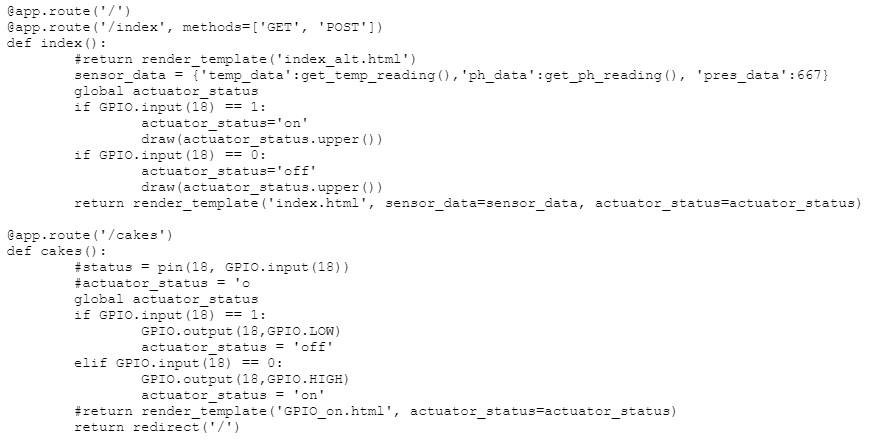 @app.route('/')
@app.route('/index', methods=['GET', 'POST'])
def index():
        #return render_template('index_alt.html')
        sensor_data = {'temp_data':get_temp_reading(),'ph_data':get_ph_reading(), 'pres_data':667}
        global actuator_status
        if GPIO.input(18) == 1:
                actuator_status='on'
                draw(actuator_status.upper())
        if GPIO.input(18) == 0:
                actuator_status='off'
                draw(actuator_status.upper())
        return render_template('index.html', sensor_data=sensor_data, actuator_status=actuator_status)

@app.route('/cakes')
def cakes():
        #status = pin(18, GPIO.input(18))
        #actuator_status = 'o
        global actuator_status
        if GPIO.input(18) == 1:
                GPIO.output(18,GPIO.LOW)
                actuator_status = 'off'
        elif GPIO.input(18) == 0:
                GPIO.output(18,GPIO.HIGH)
                actuator_status = 'on'
        #return render_template('GPIO_on.html', actuator_status=actuator_status)
        return redirect('/')